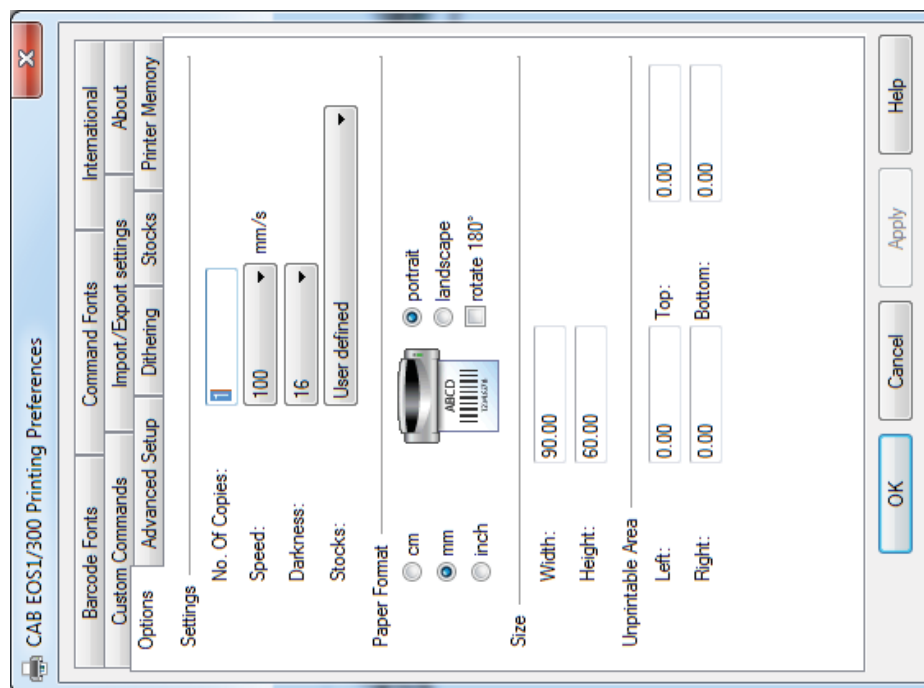 CAB EOS1/300 Printing Preferences
Barcode Fonts Command Fonts International
Custom Commands Import/Export settings About
Options Advanced Setup Dithering Stocks Printer Memory
Settings
No. Of Copies: 1
Speed: 100 mm/s
Darkness: 16
Stocks: User defined
Paper Format
cm portrait
mm landscape
inch rotate 180°
ABCD
12345678
Size
Width: 90.00
Height: 60.00
Unprintable Area
Left: 0.00 Top: 0.00
Right: 0.00 Bottom: 0.00
OK Cancel Apply Help